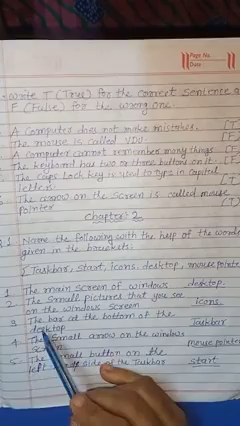 Page No.
Date
Write T (True) for the correct Sentence &
F (False) for the wrong one.
A Computer does not make mistakes. (T
The mouse is called VDU. (F
A Computer cannot remember many things. (F
The keyboard has two or three buttons on it. (F
The Caps Lock key is used to type in capital
letters. (T
The arrow on the screen is called mouse
pointer (T)
Chapter: 2
Q.1 Name the following with the help of the words
given in the brackets.
[Taskbar, start, icons, desktop, mouse pointer
1 The main screen of windows desktop.
2 The Small pictures that you see
on the windows screen Icons.
3 The bar at the bottom of the
desktop Taskbar
4 The Small arrow on the windows
screen mouse pointer
5 The small button on the
left side of the Taskbar start